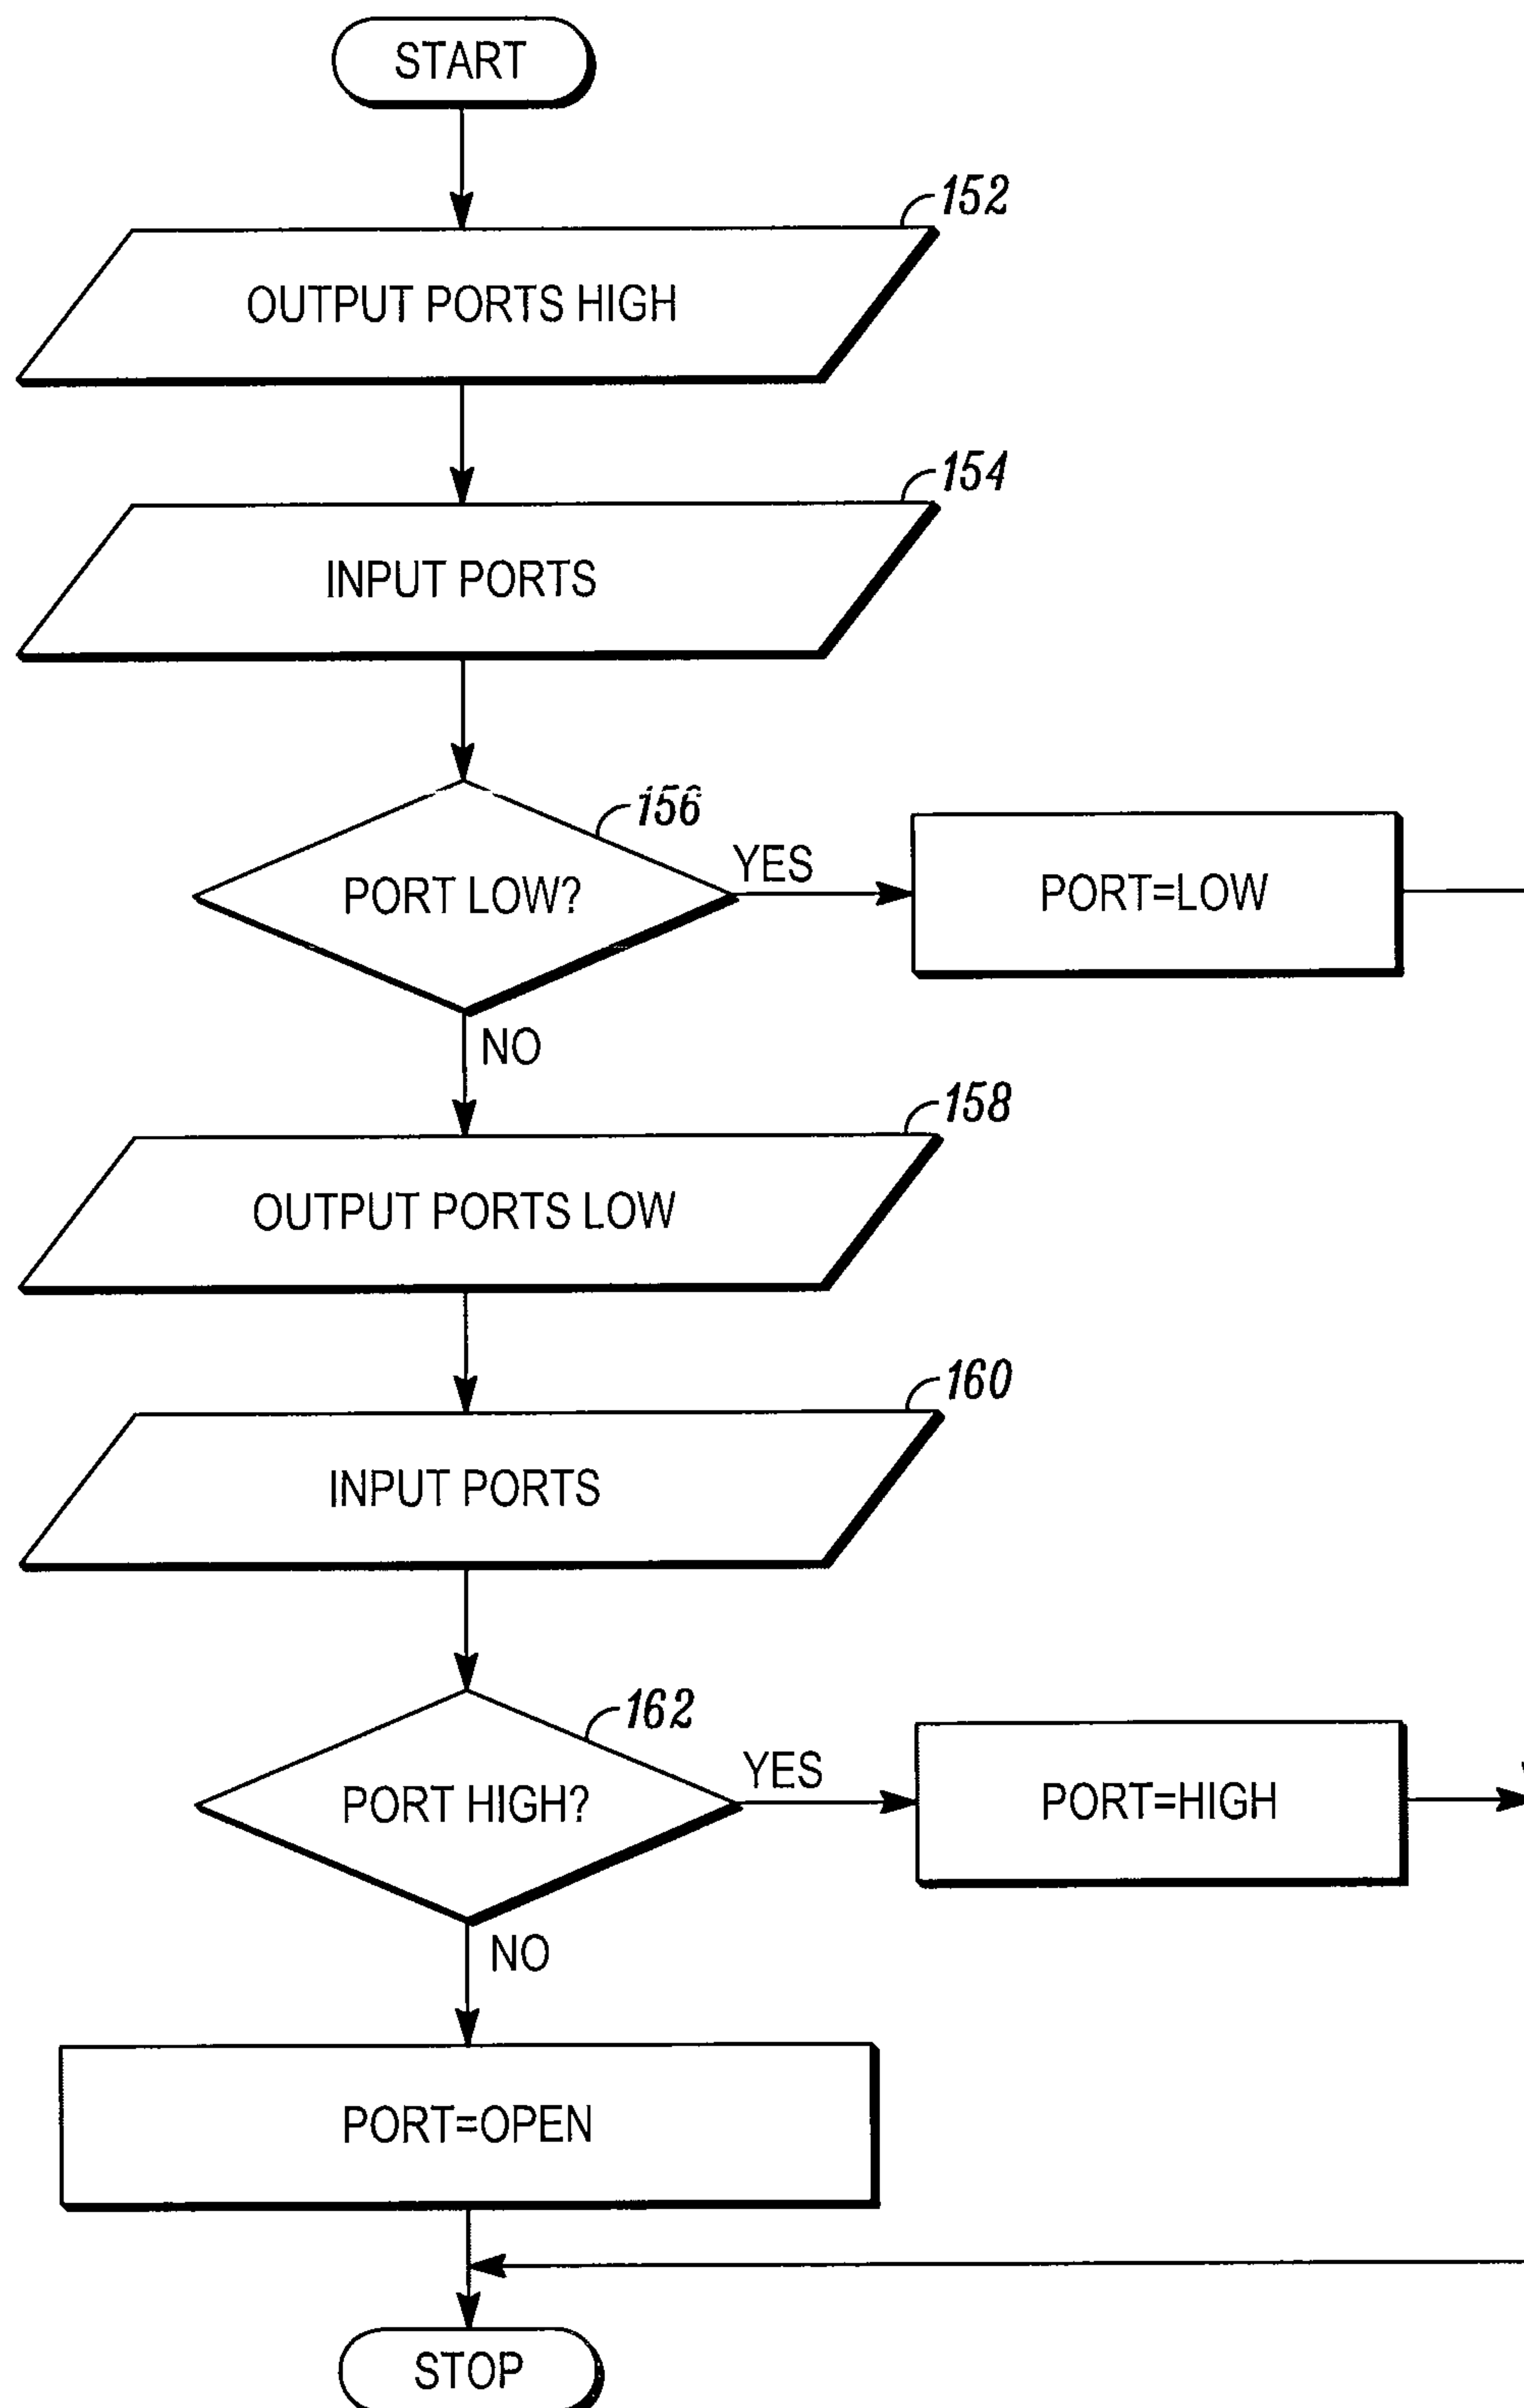 START
152
OUTPUT PORTS HIGH
154
INPUT PORTS
156
PORT LOW?
YES
PORT=LOW
NO
158
OUTPUT PORTS LOW
160
INPUT PORTS
162
PORT HIGH?
YES
PORT=HIGH
NO
PORT=OPEN
STOP